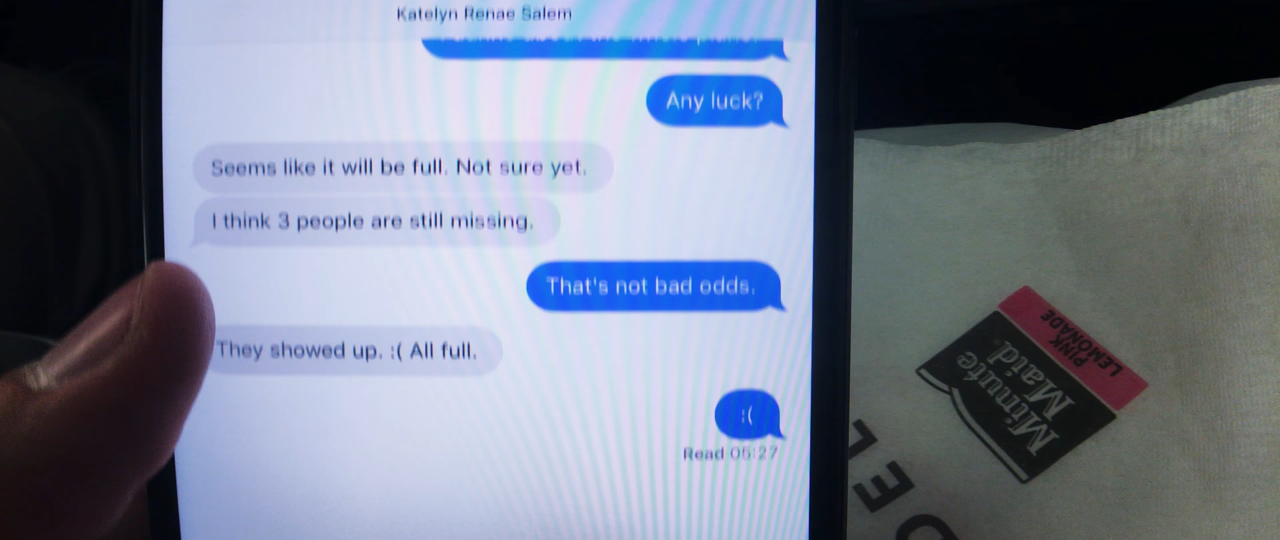 Katelyn Renae Salem
Any luck?
Seems like it will be full. Not sure yet.
I think 3 people are still missing.
That's not bad odds.
They showed up. :( All full.
:(
Read 05:27
Minute
Maid
PINK
LEMONADE
DEL